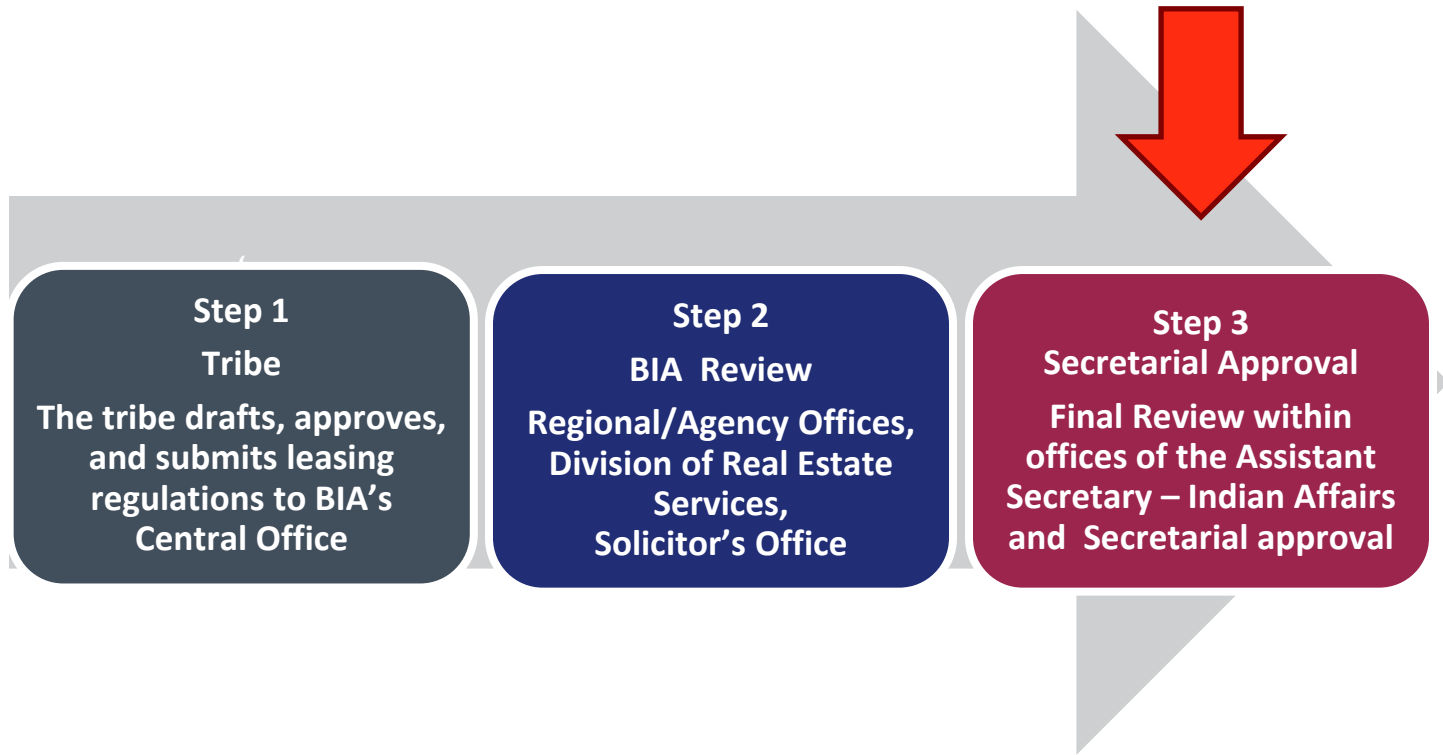 Step 1
Tribe
The tribe drafts, approves,
and submits leasing
regulations to BIA's
Central Office
Step 2
BIA  Review
Regional/Agency Offices,
Division of Real Estate
Services,
Solicitor's Office
Step 3
Secretarial Approval
Final Review within
offices of the Assistant
Secretary – Indian Affairs
and  Secretarial approval